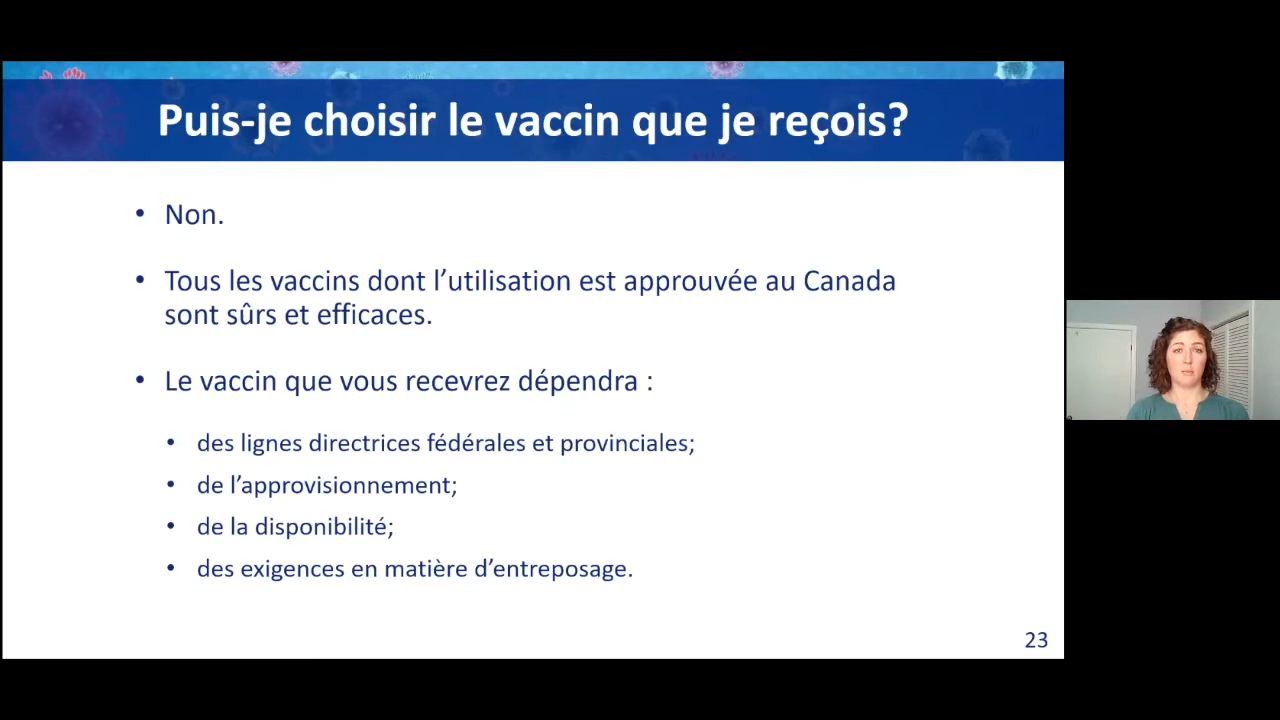 Puis-je choisir le vaccin que je reçois?
• Non.
• Tous les vaccins dont l’utilisation est approuvée au Canada
sont sûrs et efficaces.
• Le vaccin que vous recevrez dépendra :
• des lignes directrices fédérales et provinciales;
• de l’approvisionnement;
• de la disponibilité;
• des exigences en matière d’entreposage.
23